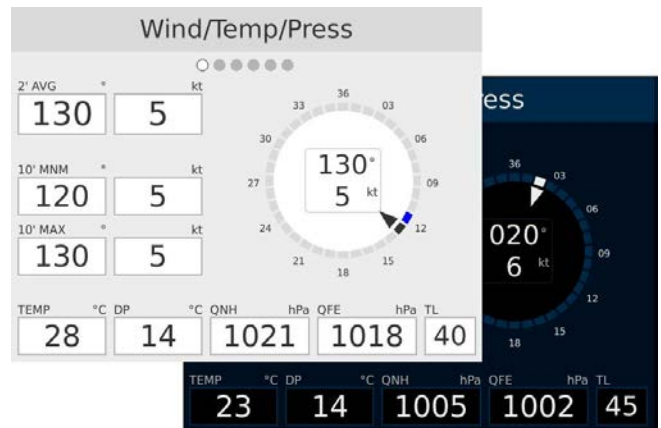 Wind/Temp/Press
2' AVG ° kt
130 5
10' MNM ° kt
120 5
10' MAX ° kt
130 5
36
33 03
30 06
27 09
24 12
21 15
18
130°
5 kt
TEMP °C DP °C QNH hPa QFE hPa TL
28 14 1021 1018 40
ess
36
03
06
09
12
15
18
020°
6 kt
TEMP °C DP °C QNH hPa QFE hPa TL
23 14 1005 1002 45